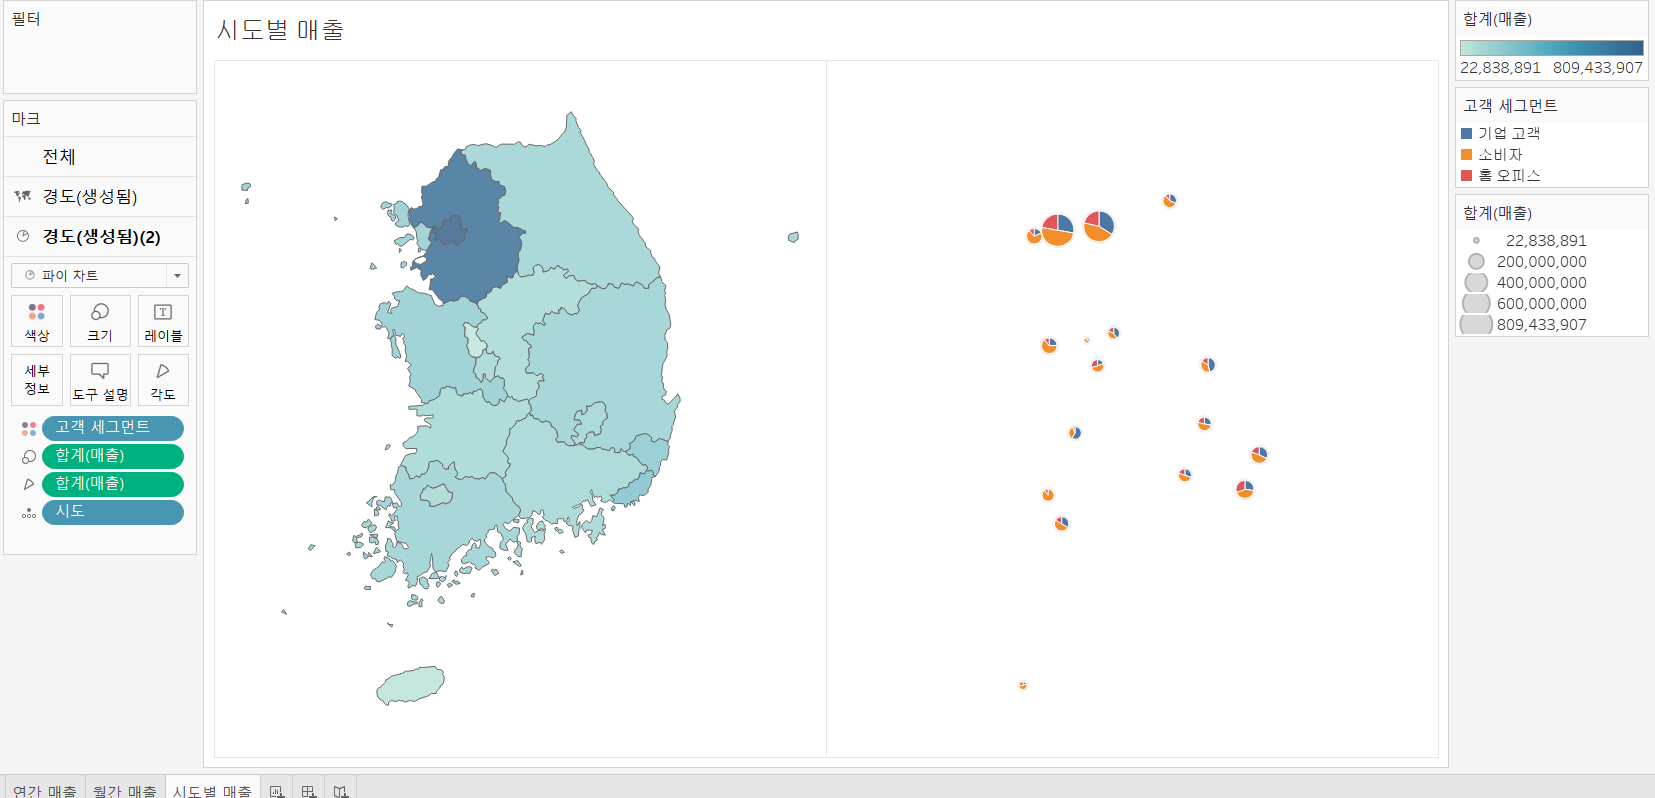 필터
마크
전체
경도(생성됨)
경도(생성됨)(2)
파이 차트
색상
크기
레이블
세부
정보
도구 설명
각도
고객 세그먼트
합계(매출)
합계(매출)
시도
시도별 매출
합계(매출)
22,838,891 809,433,907
고객 세그먼트
기업 고객
소비자
홈 오피스
합계(매출)
22,838,891
200,000,000
400,000,000
600,000,000
809,433,907
연간 매출 월간 매출 시도별 매출